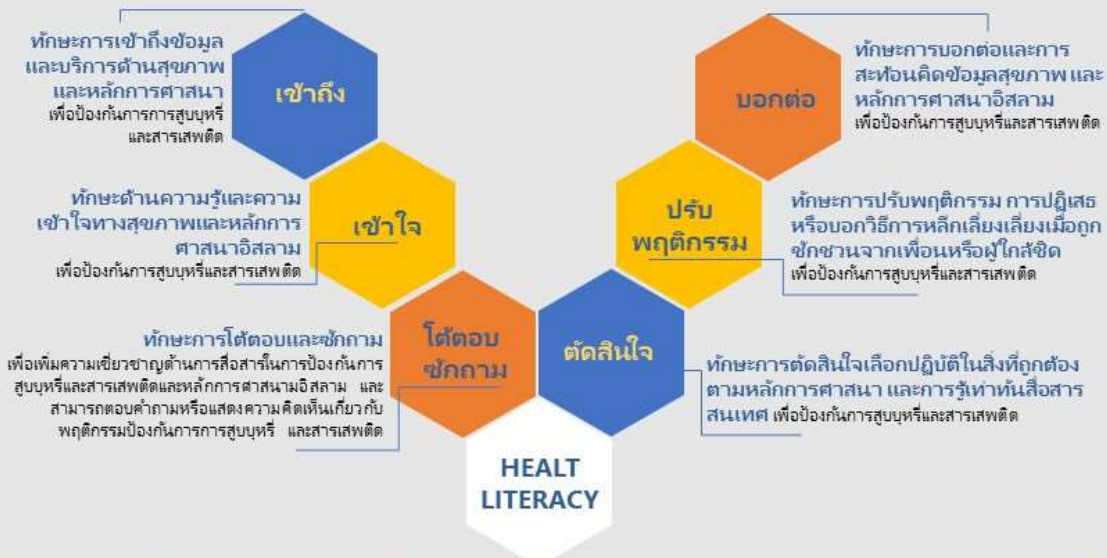 ทักษะการเข้าถึงข้อมูล
และบริการด้านสุขภาพ
และหลักการศาสนา
เพื่อป้องกันการการสูบบุหรี่
และสารเสพติด
เข้าถึง
ทักษะด้านความรู้และความ
เข้าใจทางสุขภาพและหลักการ
ศาสนาอิสลาม
เพื่อป้องกันการสูบบุหรี่และสารเสพติด
เข้าใจ
ทักษะการโต้ตอบและซักถาม
เพื่อเพิ่มความเชี่ยวชาญด้านการสื่อสารในการป้องกันการ
สูบบุหรี่และสารเสพติดและหลักการศาสนามอิสลาม และ
สามารถตอบคำถามหรือแสดงความคิดเห็นเกี่ยวกับ
พฤติกรรมป้องกันการการสูบบุหรี่ และสารเสพติด
โต้ตอบ
ซักถาม
HEALT
LITERACY
ตัดสินใจ
ทักษะการตัดสินใจเลือกปฏิบัติในสิ่งที่ถูกต้อง
ตามหลักการศาสนา และการรู้เท่าทันสื่อสาร
สนเทศ เพื่อป้องกันการสูบบุหรี่และสารเสพติด
ปรับ
พฤติกรรม
ทักษะการปรับพฤติกรรม การปฏิเสธ
หรือบอกวิธีการหลีกเลี่ยงเลี่ยงเมื่อถูก
ชักชวนจากเพื่อนหรือผู้ใกล้ชิด
เพื่อป้องกันการสูบบุหรี่และสารเสพติด
บอกต่อ
ทักษะการบอกต่อและการ
สะท้อนคิดข้อมูลสุขภาพ และ
หลักการศาสนาอิสลาม
เพื่อป้องกันการสูบบุหรี่และสารเสพติด